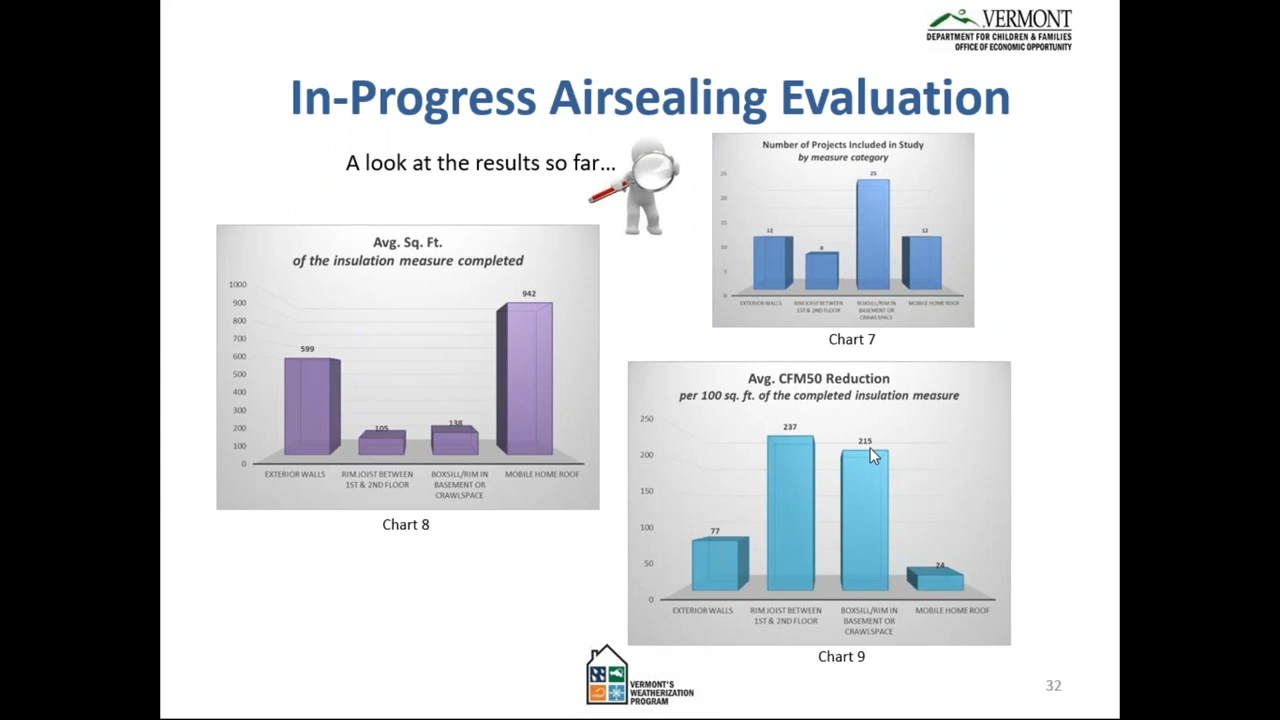 VERMONT
DEPARTMENT FOR CHILDREN & FAMILIES
OFFICE OF ECONOMIC OPPORTUNITY
In-Progress Airsealing Evaluation
A look at the results so far...
Number of Projects Included in Study
by measure category
25
20
15
10
5
0
12
8
25
12
EXTERIOR WALLS
RIM JOIST BETWEEN
1ST & 2ND FLOOR
BOXSILL/RIM IN
BASEMENT OR
CRAWLSPACE
MOBILE HOME ROOF
Chart 7
Avg. Sq. Ft.
of the insulation measure completed
1000
900
800
700
600
500
400
300
200
100
0
599
105
138
942
EXTERIOR WALLS
RIM JOIST BETWEEN
1ST & 2ND FLOOR
BOXSILL/RIM IN
BASEMENT OR
CRAWLSPACE
MOBILE HOME ROOF
Chart 8
Avg. CFM50 Reduction
per 100 sq. ft. of the completed insulation measure
250
200
150
100
50
0
77
237
215
24
EXTERIOR WALLS
RIM JOIST BETWEEN
1ST & 2ND FLOOR
BOXSILL/RIM IN
BASEMENT OR
CRAWLSPACE
MOBILE HOME ROOF
Chart 9
VERMONT'S
WEATHERIZATION
PROGRAM
32